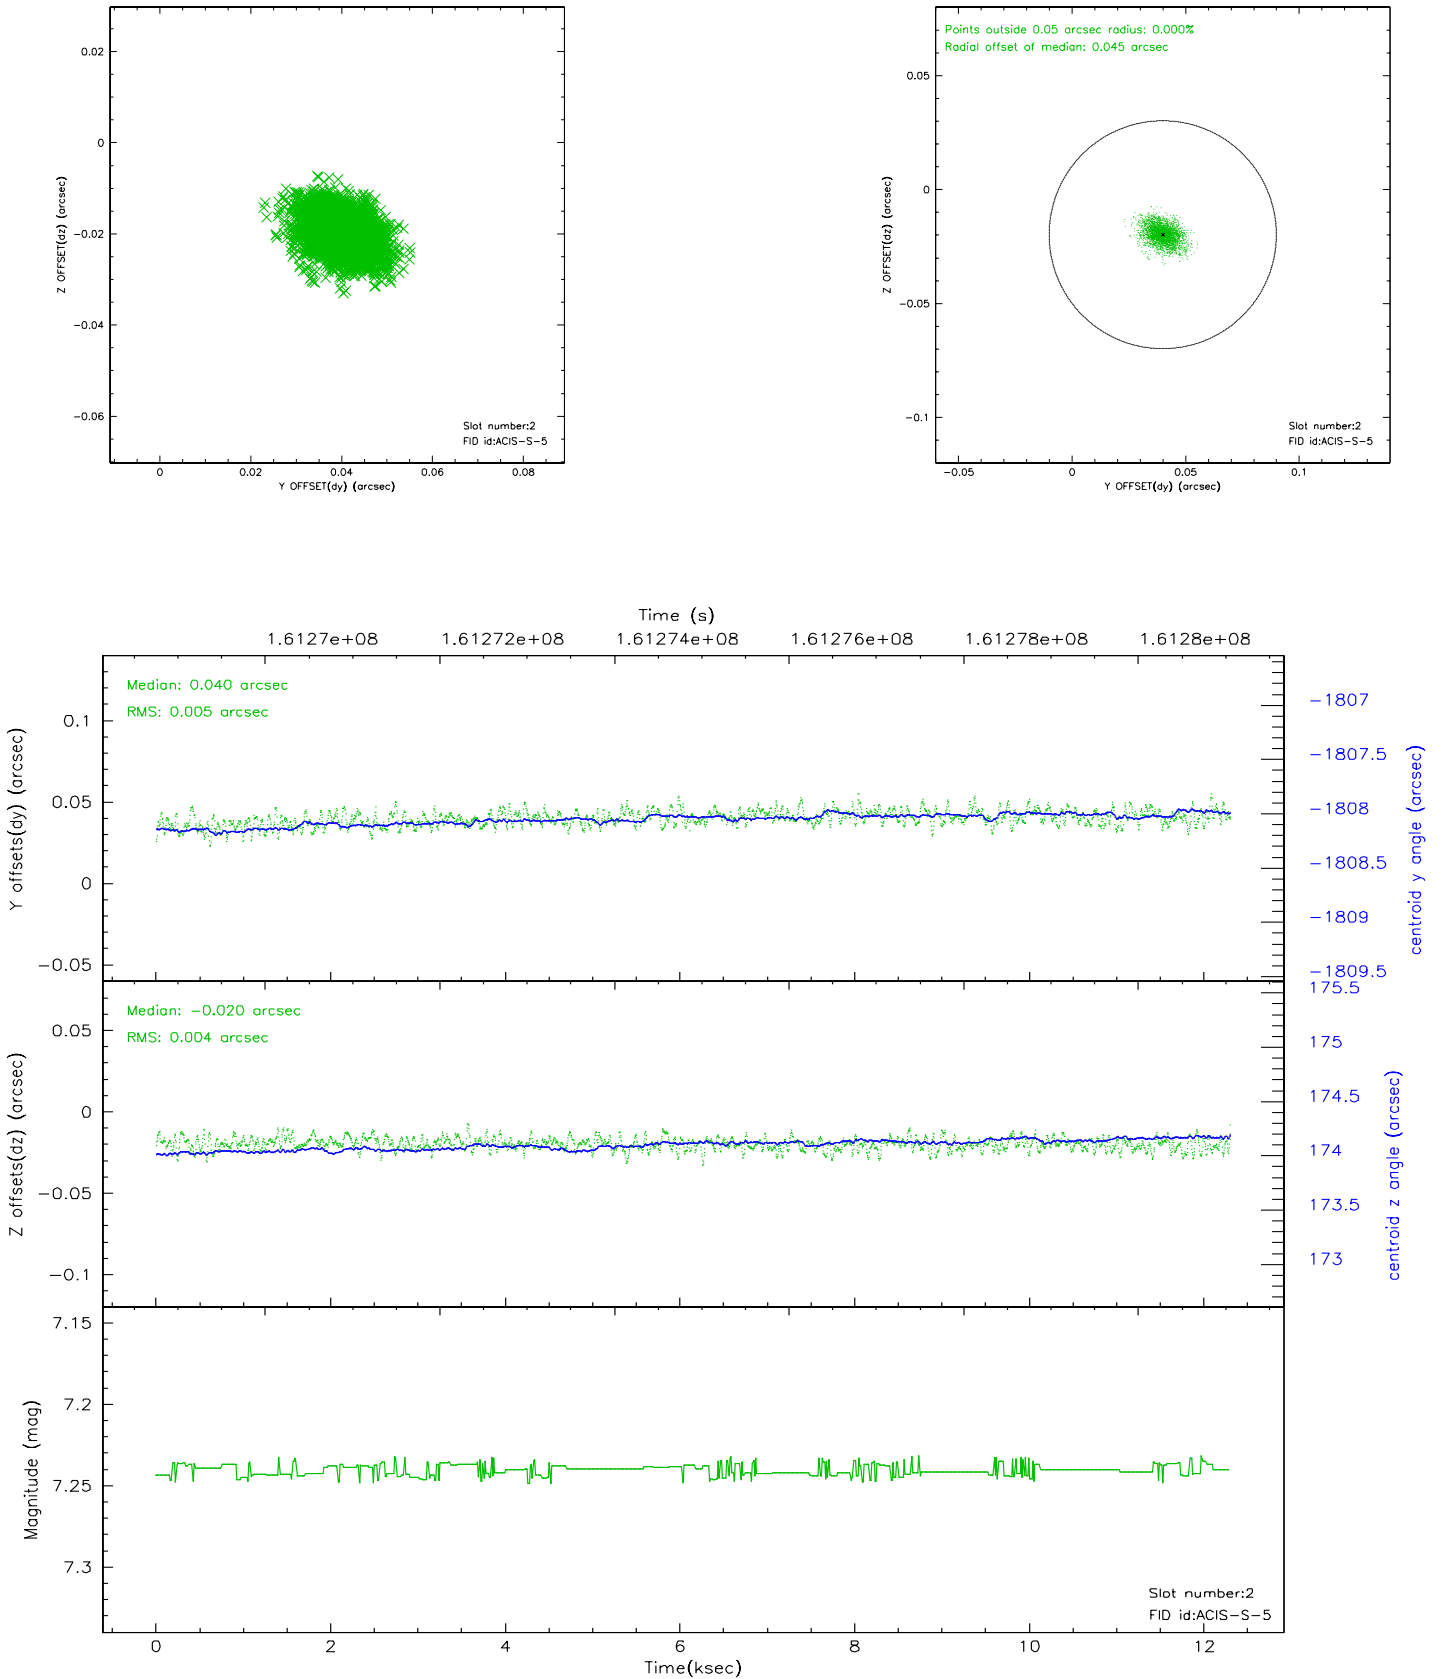 0.02
0
-0.02
-0.04
-0.06
Z OFFSET(dz) (arcsec)
Slot number:2
FID id:ACIS-S-5
0 0.02 0.04 0.06 0.08
Y OFFSET(dy) (arcsec)
Points outside 0.05 arcsec radius: 0.000%
Radial offset of median: 0.045 arcsec
0.05
0
-0.05
-0.1
Z OFFSET(dz) (arcsec)
Slot number:2
FID id:ACIS-S-5
-0.05 0 0.05 0.1
Y OFFSET(dy) (arcsec)
Time (s)
1.6127e+08 1.61272e+08 1.61274e+08 1.61276e+08 1.61278e+08 1.6128e+08
Median: 0.040 arcsec
RMS: 0.005 arcsec
0.1
0.05
0
-0.05
Y offsets(dy) (arcsec)
-1807
-1807.5
-1808
-1808.5
-1809
-1809.5
centroid y angle (arcsec)
Median: -0.020 arcsec
RMS: 0.004 arcsec
0.05
0
-0.05
-0.1
Z offsets(dz) (arcsec)
175.5
175
174.5
174
173.5
173
centroid z angle (arcsec)
7.15
7.2
7.25
7.3
Magnitude (mag)
Slot number:2
FID id:ACIS-S-5
0 2 4 6 8 10 12
Time(ksec)